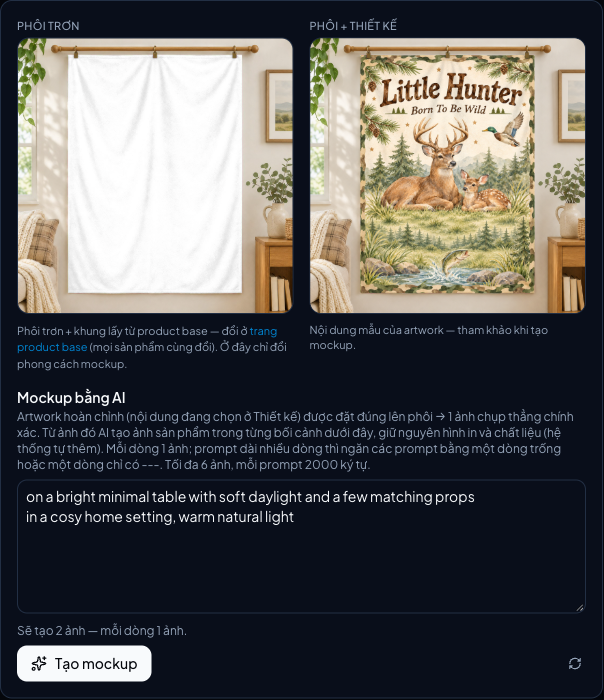 PHÔI TRƠN
PHÔI + THIẾT KẾ
Little Hunter
Born To Be Wild
Phôi trơn + khung lấy từ product base — đổi ở trang
product base (mọi sản phẩm cùng đổi). Ở đây chỉ đổi
phong cách mockup.
Nội dung mẫu của artwork — tham khảo khi tạo
mockup.
Mockup bằng AI
Artwork hoàn chỉnh (nội dung đang chọn ở Thiết kế) được đặt đúng lên phôi → 1 ảnh chụp thẳng chính
xác. Từ ảnh đó AI tạo ảnh sản phẩm trong từng bối cảnh dưới đây, giữ nguyên hình in và chất liệu (hệ
thống tự thêm). Mỗi dòng 1 ảnh; prompt dài nhiều dòng thì ngăn các prompt bằng một dòng trống
hoặc một dòng chỉ có ---. Tối đa 6 ảnh, mỗi prompt 2000 ký tự.
on a bright minimal table with soft daylight and a few matching props
in a cosy home setting, warm natural light
Sẽ tạo 2 ảnh — mỗi dòng 1 ảnh.
Tạo mockup